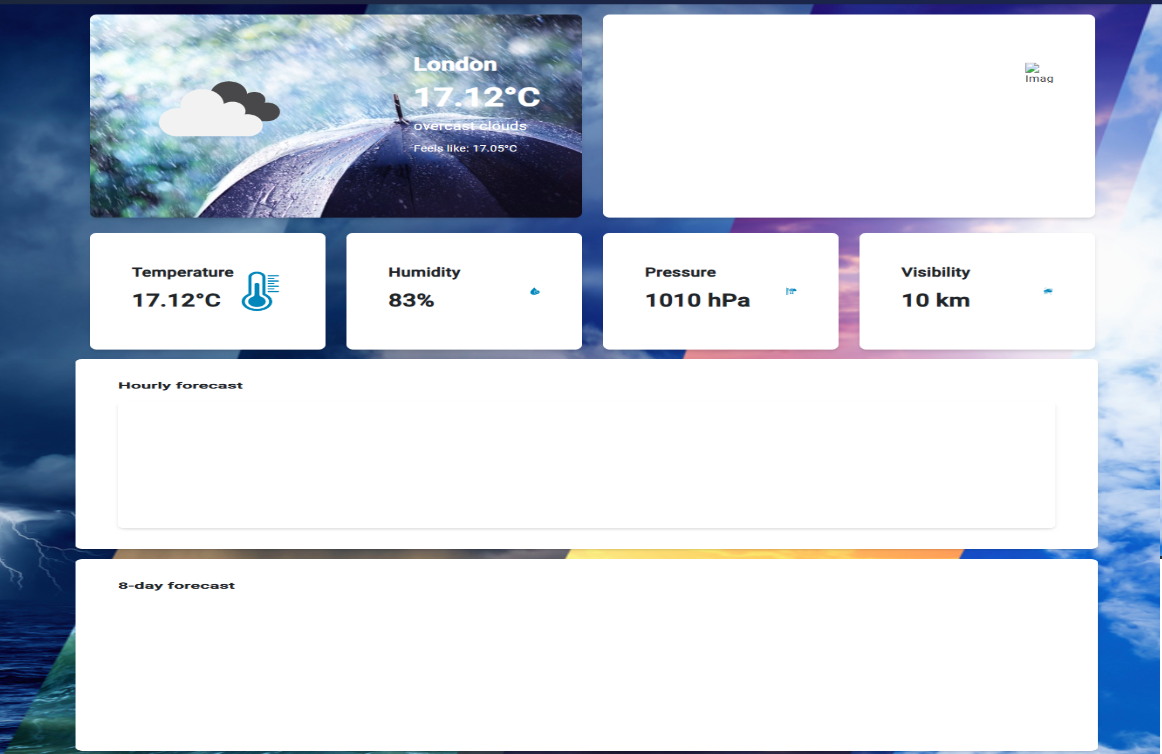 London
17.12°C
overcast clouds
Feels like: 17.05°C
Imag
Temperature
17.12°C
Humidity
83%
Pressure
1010 hPa
Visibility
10 km
Hourly forecast
8-day forecast